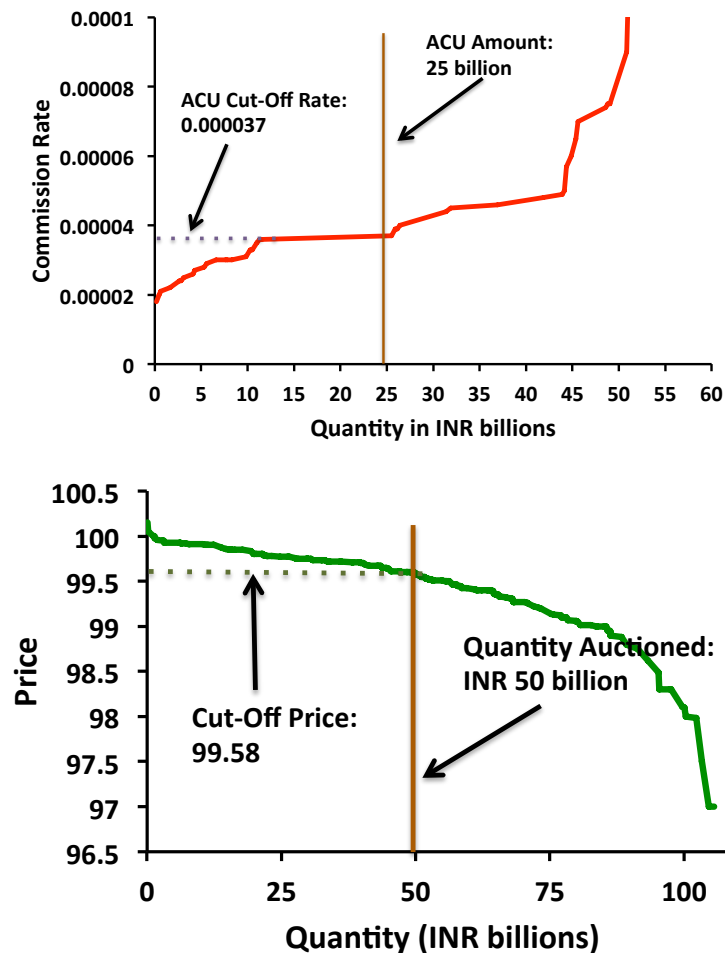 0.0001
0.00008
0.00006
0.00004
0.00002
0
Commission Rate
ACU Cut-Off Rate:
0.000037
ACU Amount:
25 billion
0 5 10 15 20 25 30 35 40 45 50 55 60
Quantity in INR billions
100.5
100
99.5
99
98.5
98
97.5
97
96.5
Price
Cut-Off Price:
99.58
Quantity Auctioned:
INR 50 billion
0 25 50 75 100
Quantity (INR billions)